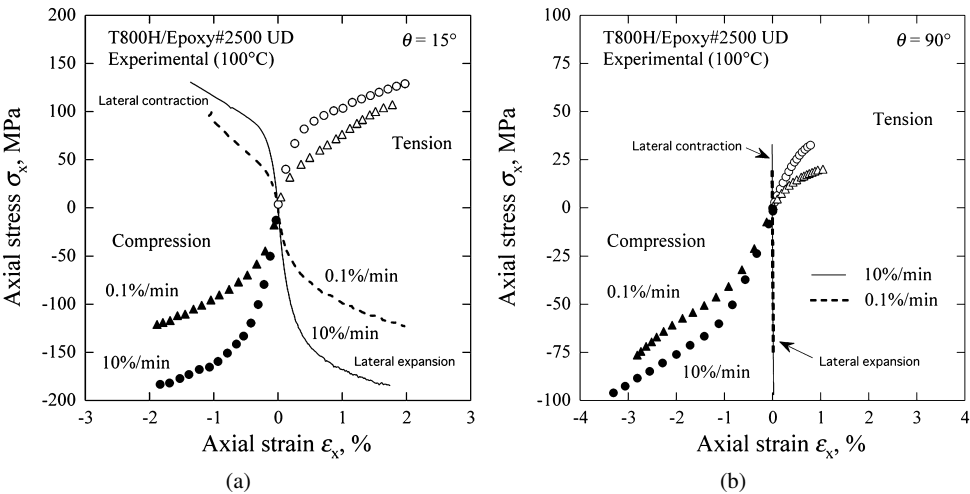 T800H/Epoxy#2500 UD
Experimental (100°C)
θ = 15°
Lateral contraction
Tension
Compression
0.1%/min
10%/min
0.1%/min
10%/min
Lateral expansion
200
150
100
50
0
-50
-100
-150
-200
-3
-2
-1
0
1
2
3
Axial stress σx, MPa
Axial strain εx, %
(a)
T800H/Epoxy#2500 UD
Experimental (100°C)
θ = 90°
Tension
Lateral contraction
Compression
0.1%/min
10%/min
10%/min
0.1%/min
Lateral expansion
100
75
50
25
0
-25
-50
-75
-100
-4
-3
-2
-1
0
1
2
3
4
Axial stress σx, MPa
Axial strain εx, %
(b)